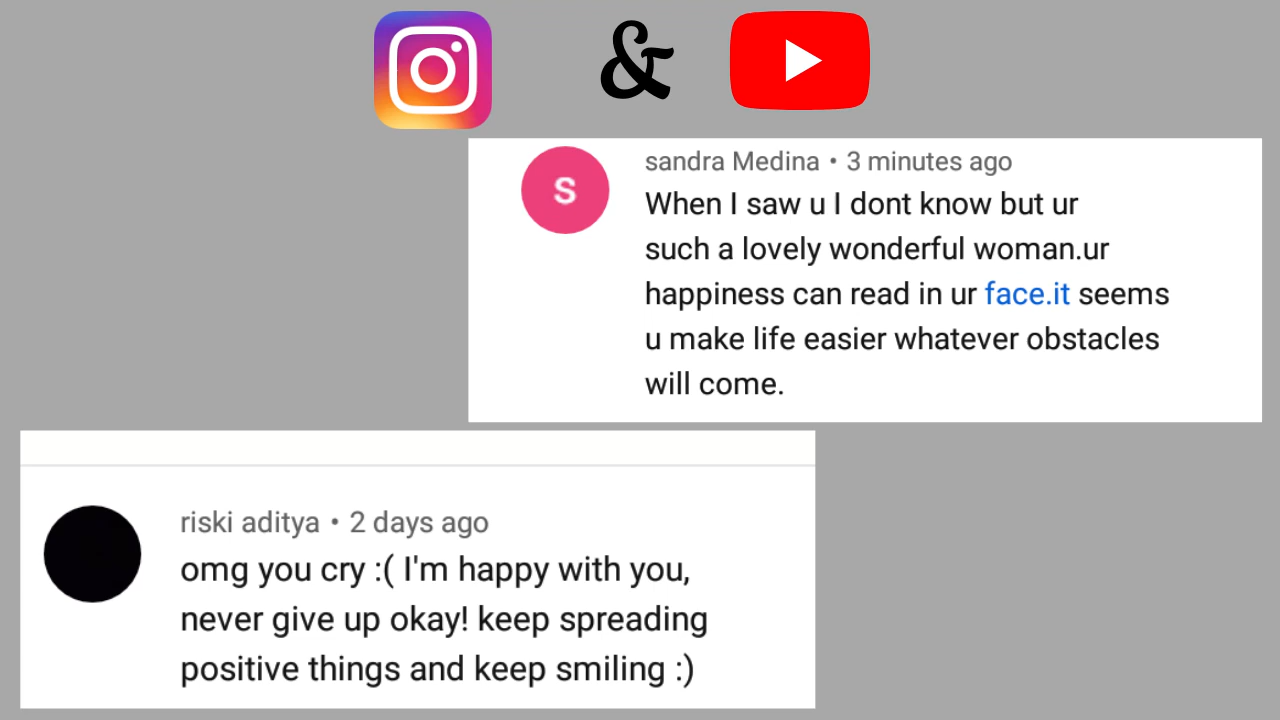 &
S
sandra Medina • 3 minutes ago
When I saw u I dont know but ur
such a lovely wonderful woman.ur
happiness can read in ur face.it seems
u make life easier whatever obstacles
will come.
riski aditya • 2 days ago
omg you cry :( I'm happy with you,
never give up okay! keep spreading
positive things and keep smiling :)